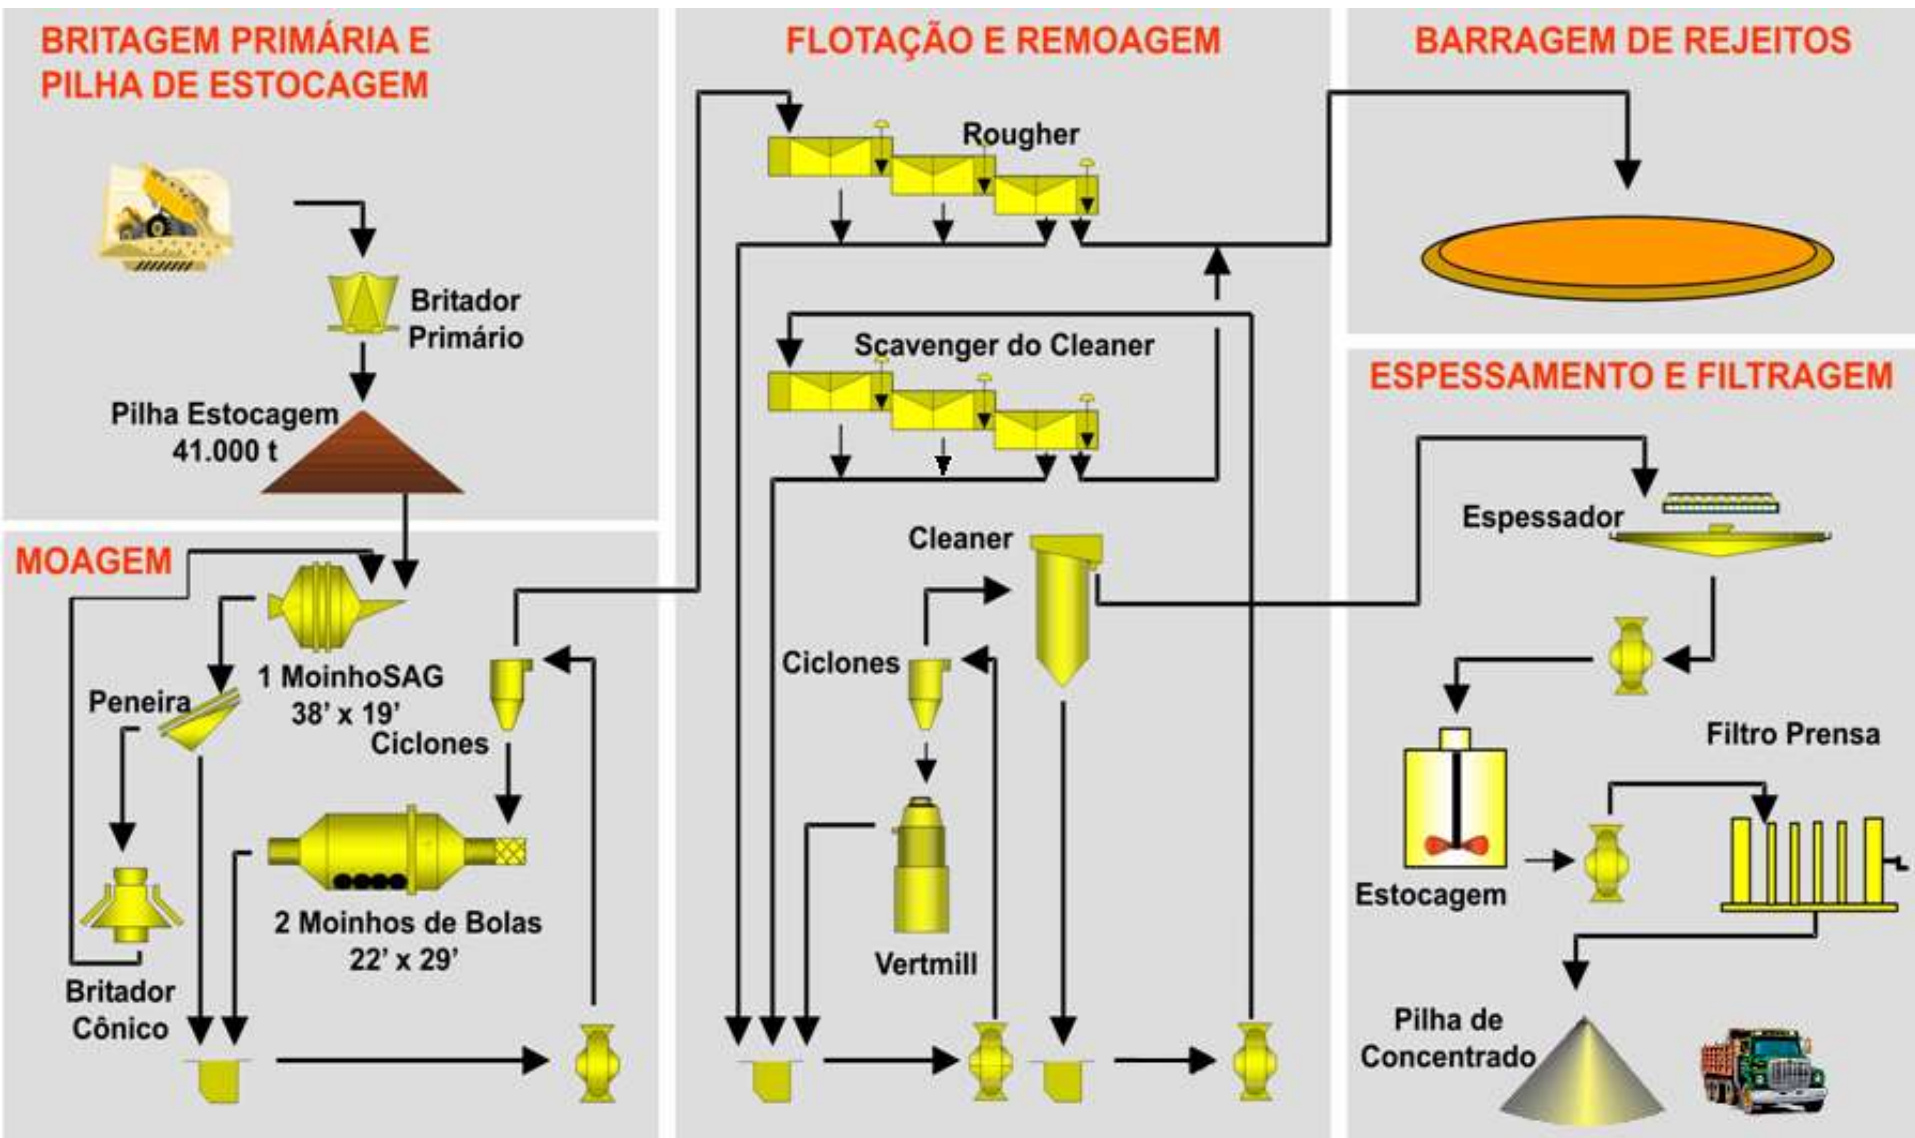 BRITAGEM PRIMÁRIA E
PILHA DE ESTOCAGEM
Britador
Primário
Pilha Estocagem
41.000 t
MOAGEM
1 MoinhoSAG
38’ x 19’
Peneira
Ciclones
2 Moinhos de Bolas
22’ x 29’
Britador
Cônico
FLOTAÇÃO E REMOAGEM
Rougher
Scavenger do Cleaner
Cleaner
Ciclones
Vertmill
BARRAGEM DE REJEITOS
ESPESSAMENTO E FILTRAGEM
Espessador
Filtro Prensa
Estocagem
Pilha de
Concentrado